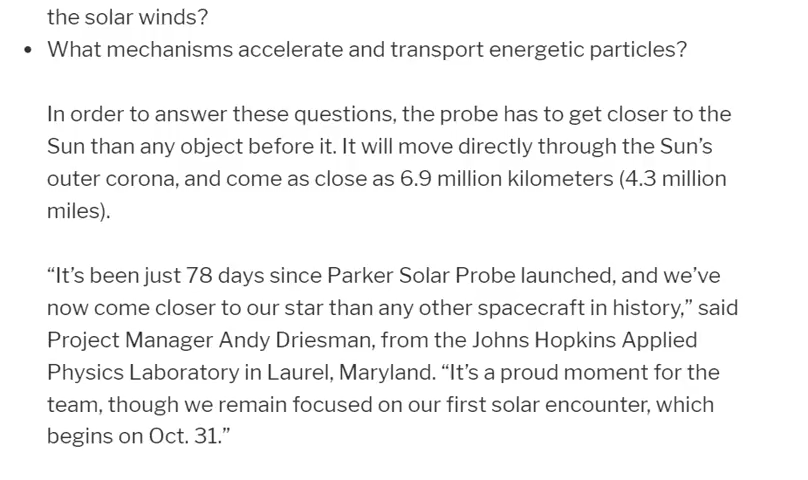 the solar winds?
• What mechanisms accelerate and transport energetic particles?
In order to answer these questions, the probe has to get closer to the
Sun than any object before it. It will move directly through the Sun’s
outer corona, and come as close as 6.9 million kilometers (4.3 million
miles).
“It’s been just 78 days since Parker Solar Probe launched, and we’ve
now come closer to our star than any other spacecraft in history,” said
Project Manager Andy Driesman, from the Johns Hopkins Applied
Physics Laboratory in Laurel, Maryland. “It’s a proud moment for the
team, though we remain focused on our first solar encounter, which
begins on Oct. 31.”